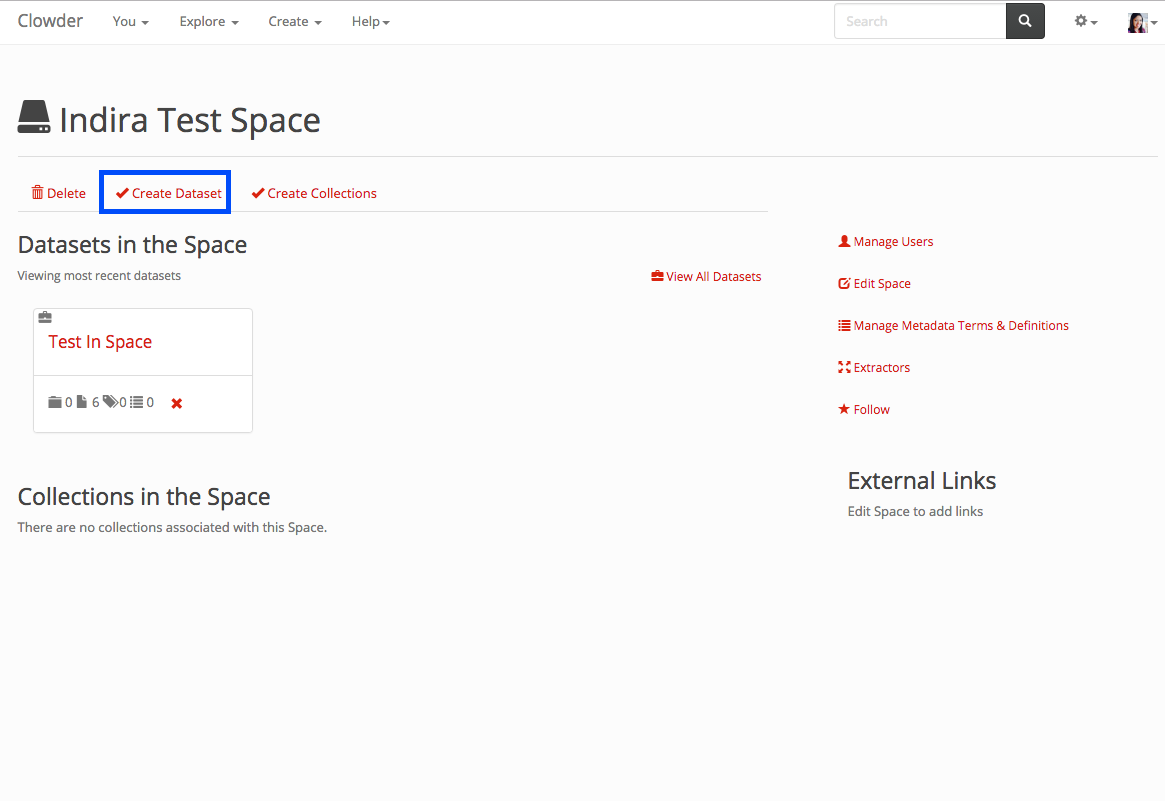 Clowder You Explore Create Help Search
Indira Test Space
Delete Create Dataset Create Collections
Datasets in the Space
Viewing most recent datasets
View All Datasets
Test In Space
0 6 0 0
Collections in the Space
There are no collections associated with this Space.
Manage Users
Edit Space
Manage Metadata Terms & Definitions
Extractors
Follow
External Links
Edit Space to add links